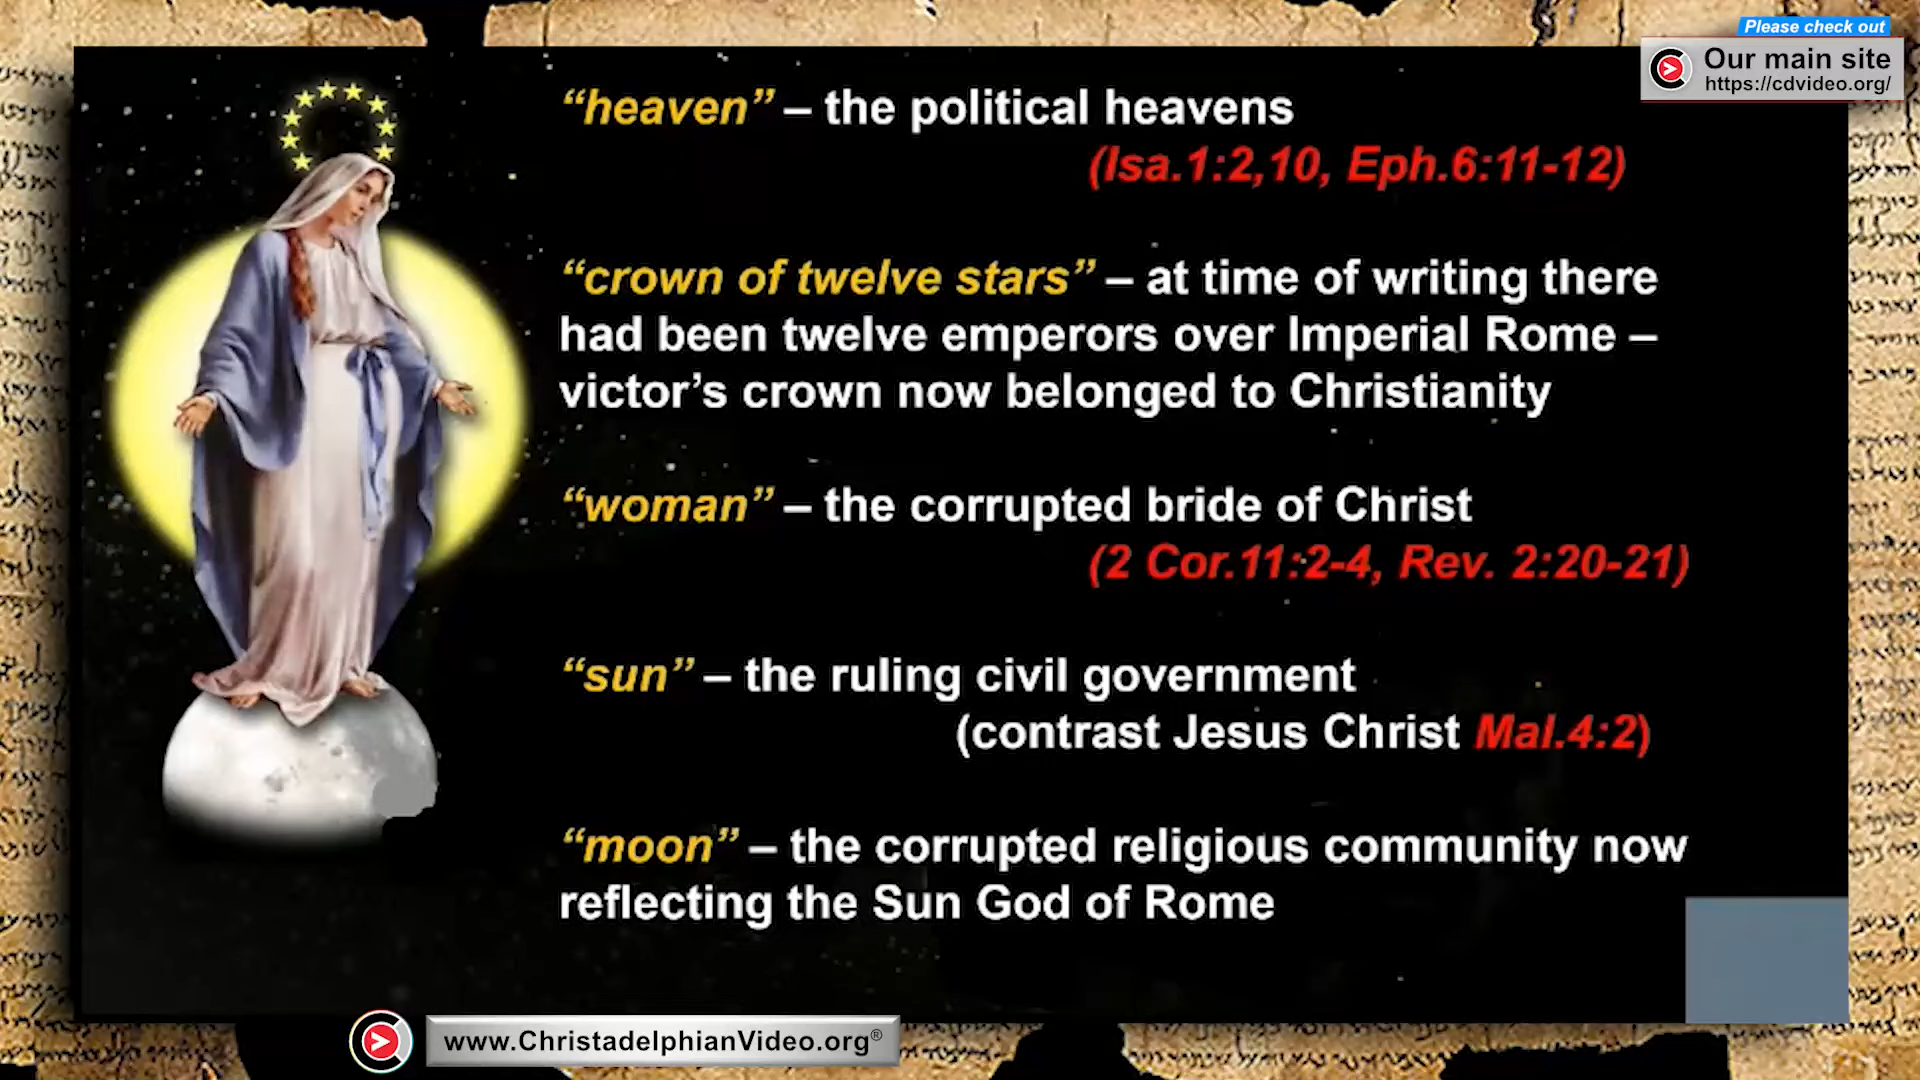 Please check out
Our main site
https://cdvideo.org/
“heaven” – the political heavens
(Isa.1:2,10, Eph.6:11-12)
“crown of twelve stars” – at time of writing there
had been twelve emperors over Imperial Rome –
victor’s crown now belonged to Christianity
“woman” – the corrupted bride of Christ
(2 Cor.11:2-4, Rev. 2:20-21)
“sun” – the ruling civil government
(contrast Jesus Christ Mal.4:2)
“moon” – the corrupted religious community now
reflecting the Sun God of Rome
www.ChristadelphianVideo.org®